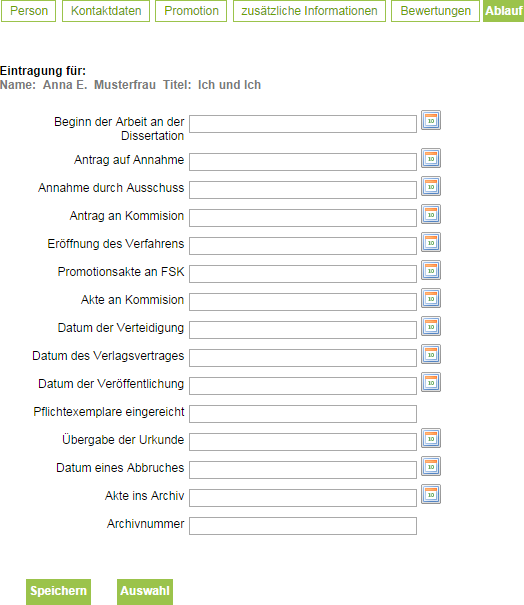 Person Kontaktdaten Promotion zusätzliche Informationen Bewertungen Ablauf
Eintragung für:
Name: Anna E. Musterfrau Titel: Ich und Ich
Beginn der Arbeit an der
Dissertation
Antrag auf Annahme
Annahme durch Ausschuss
Antrag an Kommision
Eröffnung des Verfahrens
Promotionsakte an FSK
Akte an Kommision
Datum der Verteidigung
Datum des Verlagsvertrages
Datum der Veröffentlichung
Pflichtexemplare eingereicht
Übergabe der Urkunde
Datum eines Abbruches
Akte ins Archiv
Archivnummer
Speichern Auswahl